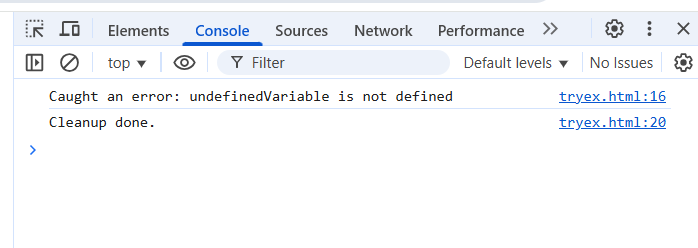 Elements Console Sources Network Performance
top Filter Default levels No Issues
Caught an error: undefinedVariable is not defined tryex.html:16
Cleanup done. tryex.html:20